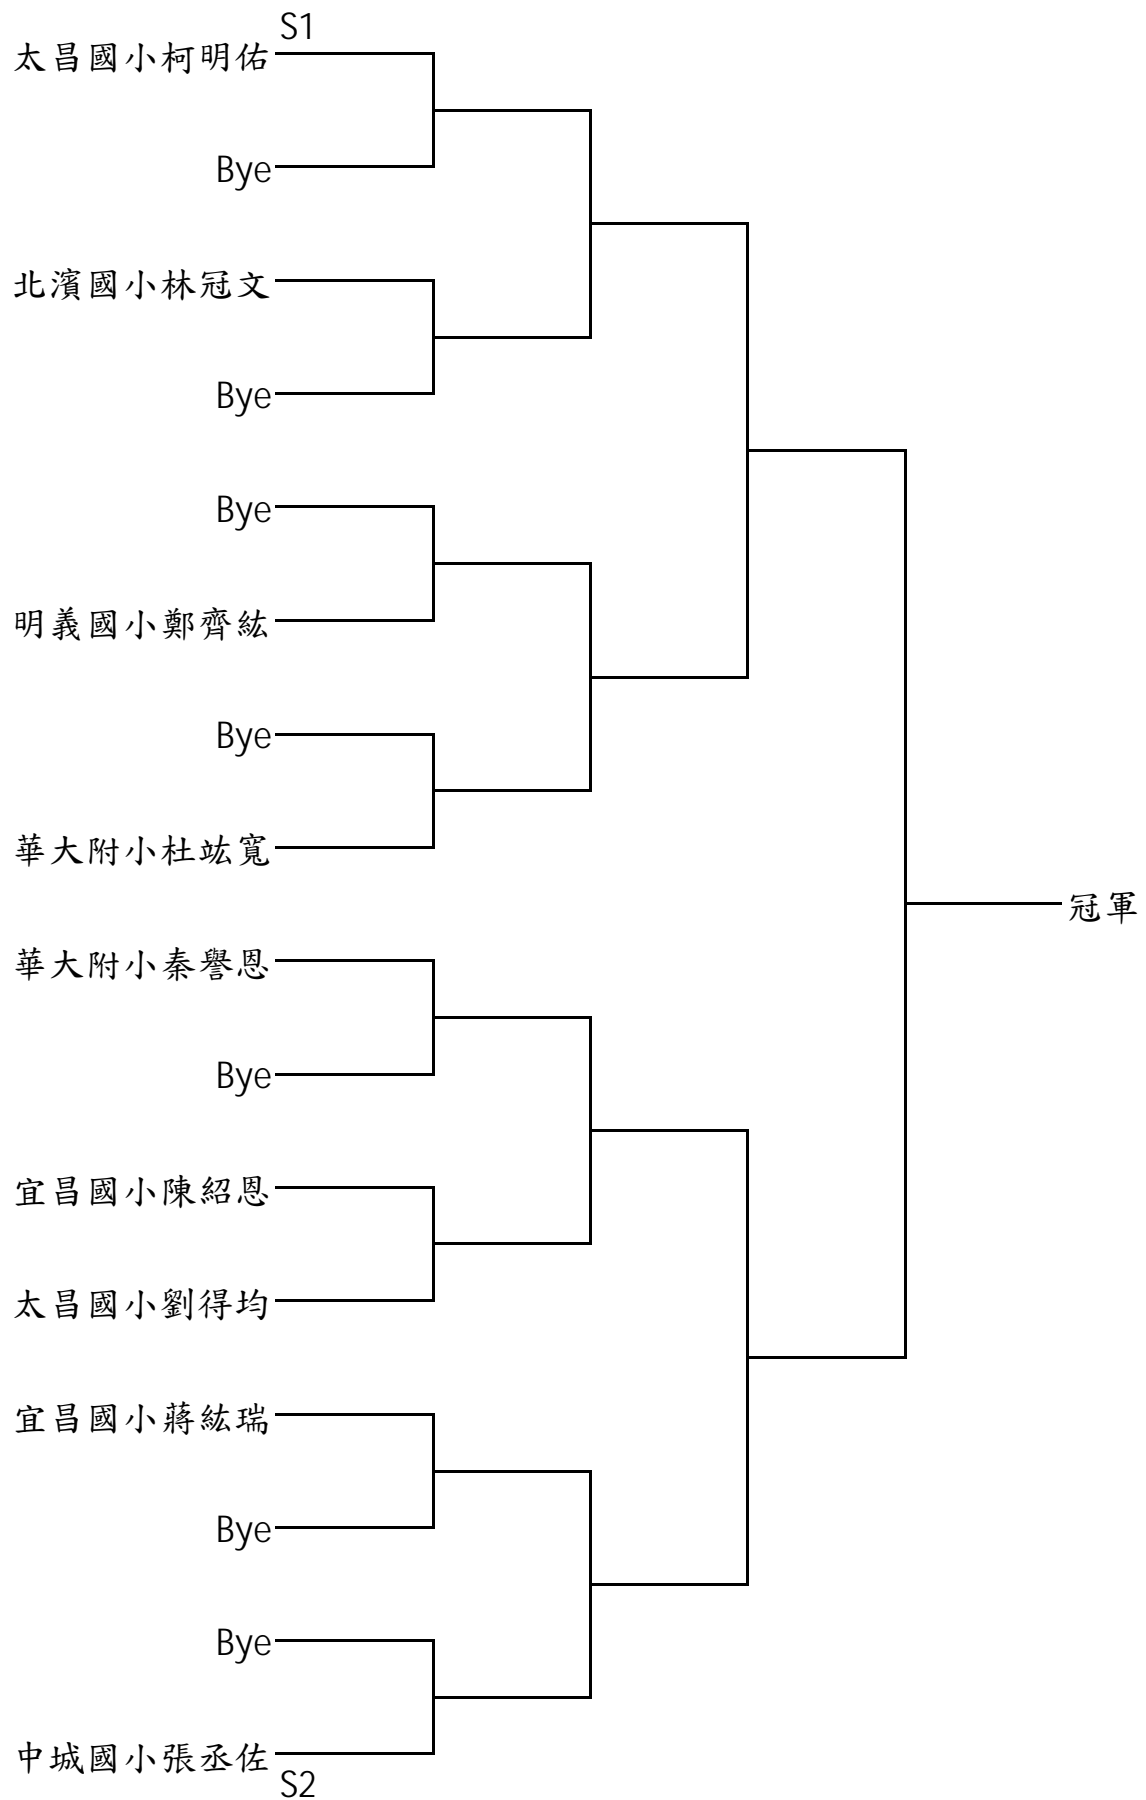 S1
太昌國小柯明佑
Bye
北濱國小林冠文
Bye
Bye
明義國小鄭齊紘
Bye
華大附小杜竑寬
冠軍
華大附小秦譽恩
Bye
宜昌國小陳紹恩
太昌國小劉得均
宜昌國小蔣紘瑞
Bye
Bye
中城國小張丞佐
S2